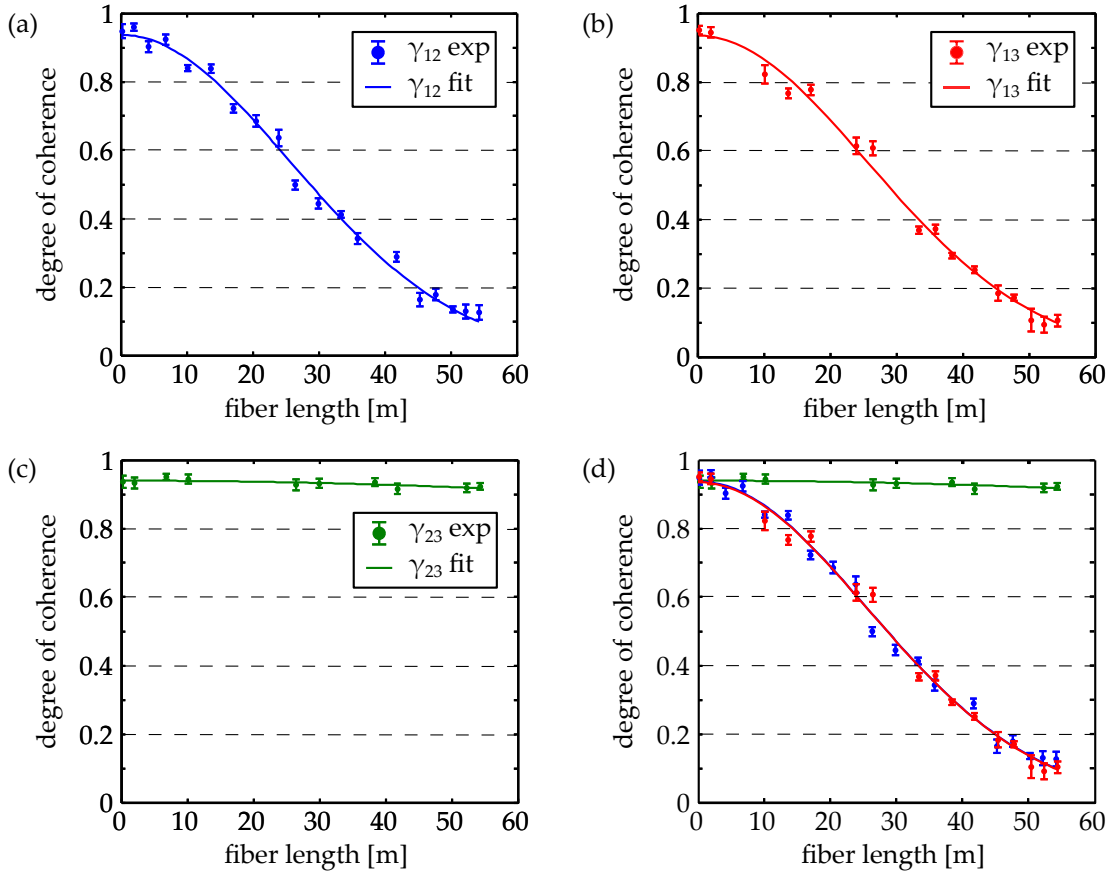 (a)
1
0.8
0.6
0.4
0.2
0
degree of coherence
γ12 exp
γ12 fit
0 10 20 30 40 50 60
fiber length [m]
(b)
1
0.8
0.6
0.4
0.2
0
degree of coherence
γ13 exp
γ13 fit
0 10 20 30 40 50 60
fiber length [m]
(c)
1
0.8
0.6
0.4
0.2
0
degree of coherence
γ23 exp
γ23 fit
0 10 20 30 40 50 60
fiber length [m]
(d)
1
0.8
0.6
0.4
0.2
0
degree of coherence
0 10 20 30 40 50 60
fiber length [m]